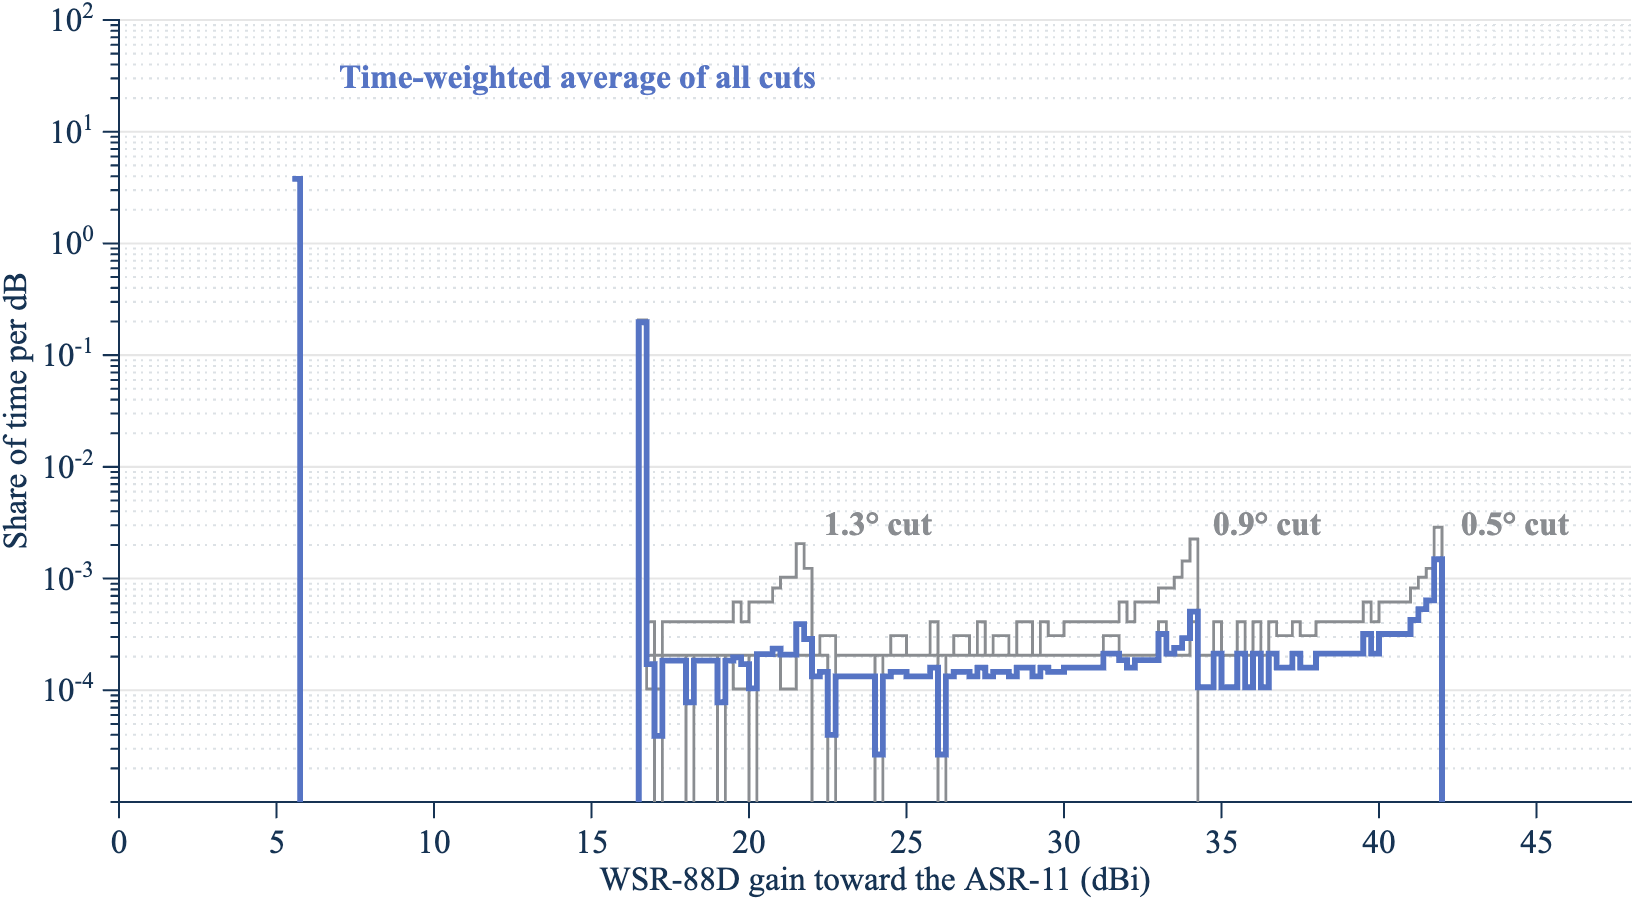 10²
10¹
10⁰
10⁻¹
10⁻²
10⁻³
10⁻⁴
Share of time per dB
Time-weighted average of all cuts
1.3° cut
0.9° cut
0.5° cut
0 5 10 15 20 25 30 35 40 45
WSR-88D gain toward the ASR-11 (dBi)